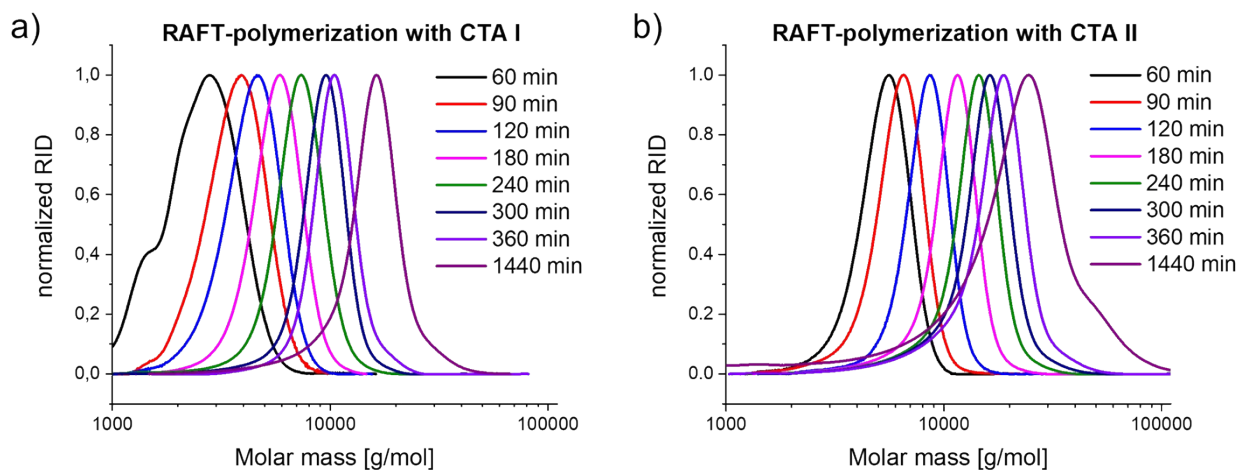 a)
RAFT-polymerization with CTA I
normalized RID
1,0
0,8
0,6
0,4
0,2
0,0
60 min
90 min
120 min
180 min
240 min
300 min
360 min
1440 min
1000
10000
Molar mass [g/mol]
b)
RAFT-polymerization with CTA II
normalized RID
1,0
0,8
0,6
0,4
0,2
0,0
60 min
90 min
120 min
180 min
240 min
300 min
360 min
1440 min
1000
10000
100000
Molar mass [g/mol]